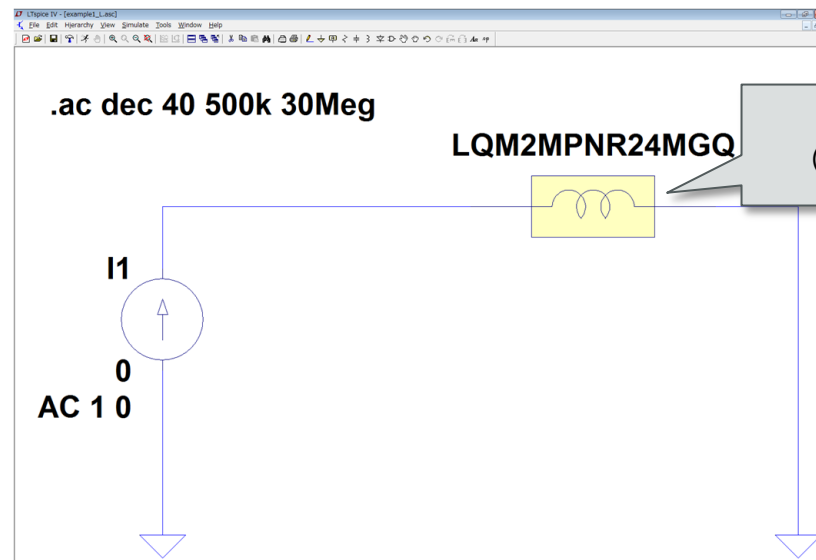 LTspice IV - [example1_L.asc]
File Edit Hierarchy View Simulate Tools Window Help
.ac dec 40 500k 30Meg
LQM2MPNR24MGQ
I1
0
AC 1 0